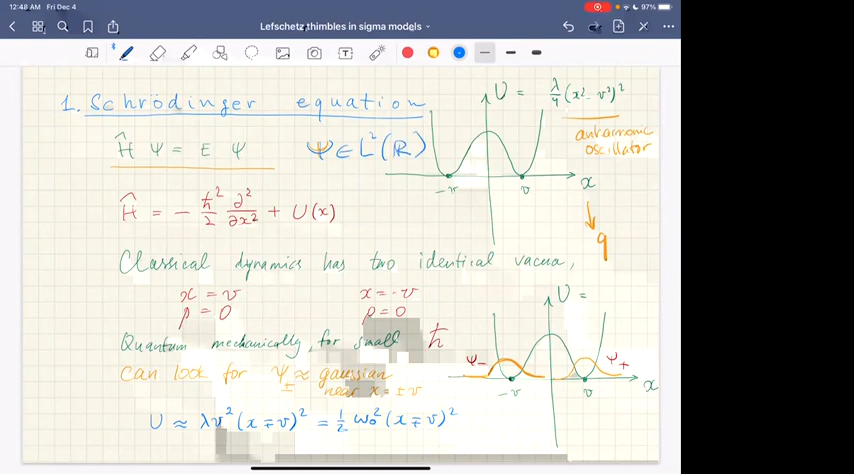 12:48 AM Fri Dec 4
97%
Lefschetz thimbles in sigma models
1. Schrödinger equation
U = λ/4 (x² - v²)²
anharmonic
oscillator
Ĥ Ψ = E Ψ
Ψ ∈ L²(ℝ)
-v v x
Ĥ = - ħ²/2 ∂²/∂x² + U(x)
q
Classical dynamics has two identical vacua,
x = v x = -v
p = 0 p = 0
U =
Quantum mechanically, for small ħ
Ψ₋ Ψ₊
can look for Ψ± ≈ gaussian
near x = ± v
-v v x
U ≈ λv²(x ∓ v)² = ½ ω₀² (x ∓ v)²